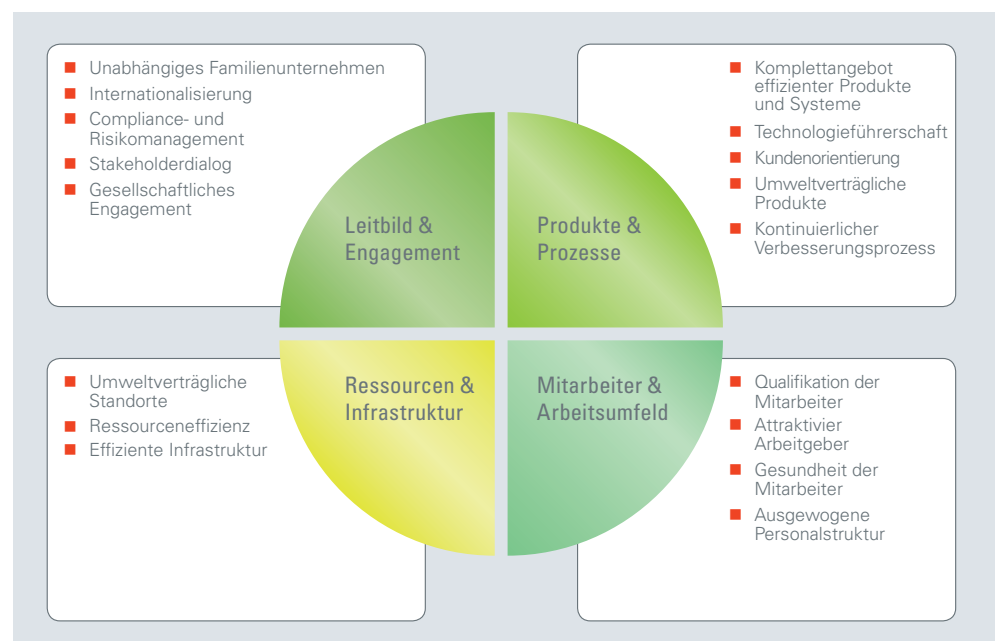 Unabhängiges Familienunternehmen
Internationalisierung
Compliance- und
Risikomanagement
Stakeholderdialog
Gesellschaftliches
Engagement
Leitbild &
Engagement
Komplettangebot
effizienter Produkte
und Systeme
Technologieführerschaft
Kundenorientierung
Umweltverträgliche
Produkte
Kontinuierlicher
Verbesserungsprozess
Produkte &
Prozesse
Umweltverträgliche
Standorte
Ressourceneffizienz
Effiziente Infrastruktur
Ressourcen &
Infrastruktur
Mitarbeiter &
Arbeitsumfeld
Qualifikation der
Mitarbeiter
Attraktivier
Arbeitgeber
Gesundheit der
Mitarbeiter
Ausgewogene
Personalstruktur